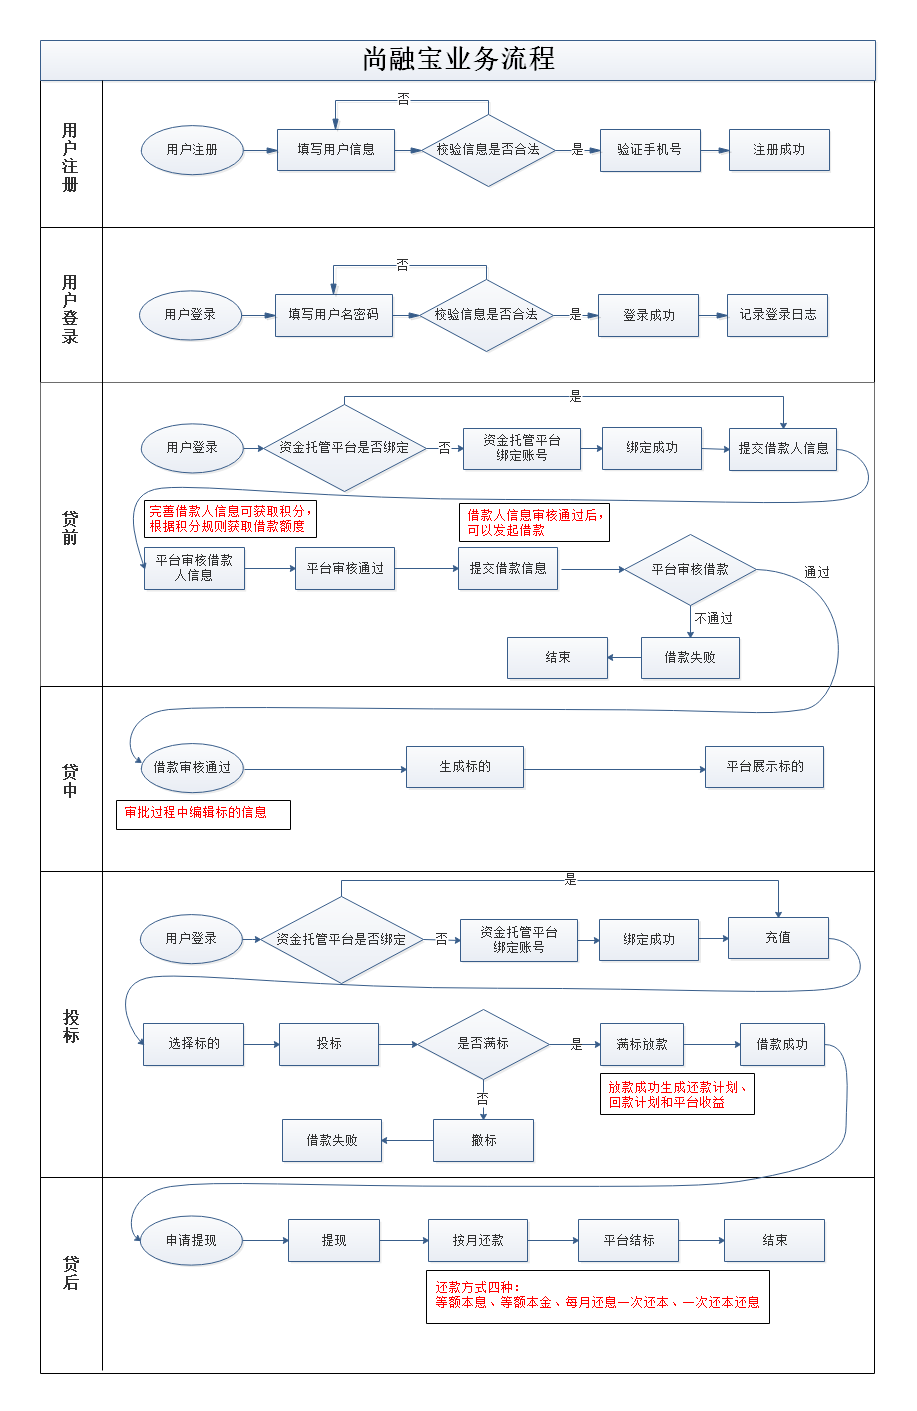 尚融宝业务流程
用户注册
否
用户注册
填写用户信息
校验信息是否合法
是
验证手机号
注册成功
用户登录
否
用户登录
填写用户名密码
校验信息是否合法
是
登录成功
记录登录日志
贷前
是
用户登录
资金托管平台是否绑定
否
资金托管平台
绑定账号
绑定成功
提交借款人信息
完善借款人信息可获取积分，
根据积分规则获取借款额度
借款人信息审核通过后，
可以发起借款
平台审核借款
人信息
平台审核通过
提交借款信息
平台审核借款
通过
不通过
结束
借款失败
贷中
借款审核通过
生成标的
平台展示标的
审批过程中编辑标的信息
投标
是
用户登录
资金托管平台是否绑定
否
资金托管平台
绑定账号
绑定成功
充值
选择标的
投标
是否满标
是
满标放款
借款成功
放款成功生成还款计划、
回款计划和平台收益
否
借款失败
撤标
贷后
申请提现
提现
按月还款
平台结标
结束
还款方式四种：
等额本息、等额本金、每月还息一次还本、一次还本还息